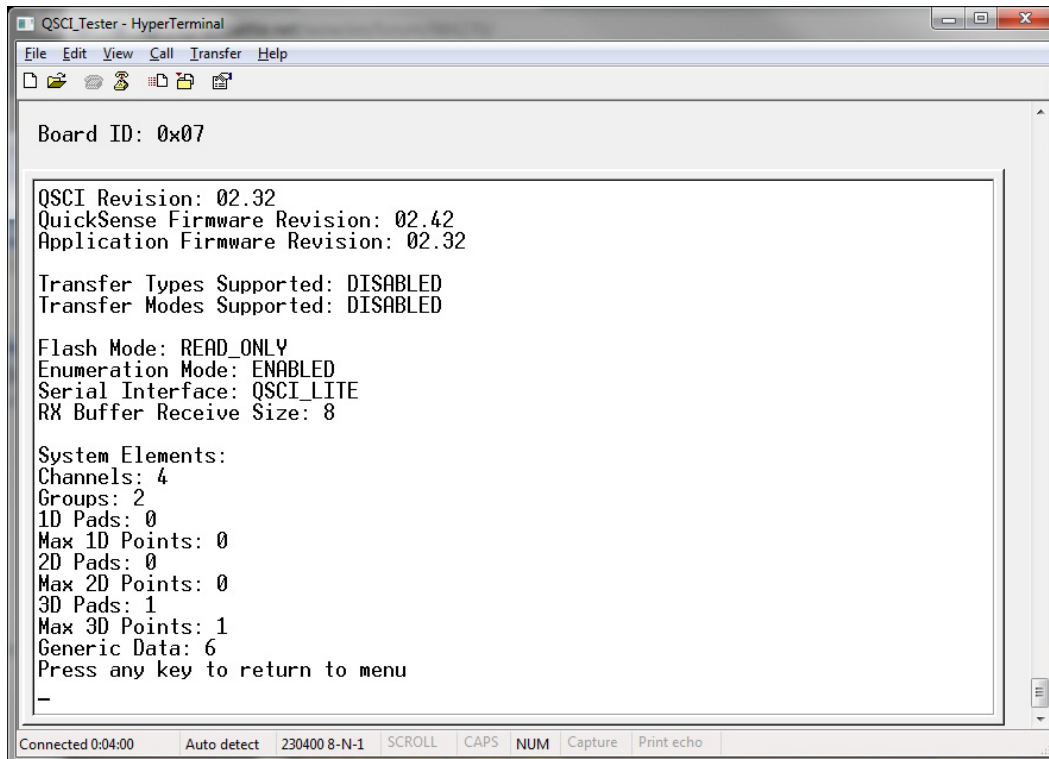 QSCI_Tester - HyperTerminal
File Edit View Call Transfer Help
Board ID: 0x07
QSCI Revision: 02.32
QuickSense Firmware Revision: 02.42
Application Firmware Revision: 02.32
Transfer Types Supported: DISABLED
Transfer Modes Supported: DISABLED
Flash Mode: READ_ONLY
Enumeration Mode: ENABLED
Serial Interface: QSCI_LITE
RX Buffer Receive Size: 8
System Elements:
Channels: 4
Groups: 2
1D Pads: 0
Max 1D Points: 0
2D Pads: 0
Max 2D Points: 0
3D Pads: 1
Max 3D Points: 1
Generic Data: 6
Press any key to return to menu
_
Connected 0:04:00 Auto detect 230400 8-N-1 SCROLL CAPS NUM Capture Print echo